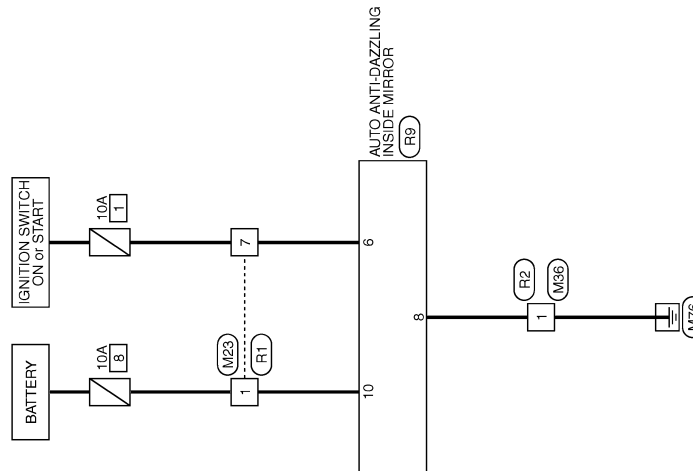 IGNITION SWITCH
ON or START
BATTERY
10A
1
10A
8
7
M23
1
R1
AUTO ANTI-DAZZLING
INSIDE MIRROR
R9
6
10
8
R2
1
M36
M76